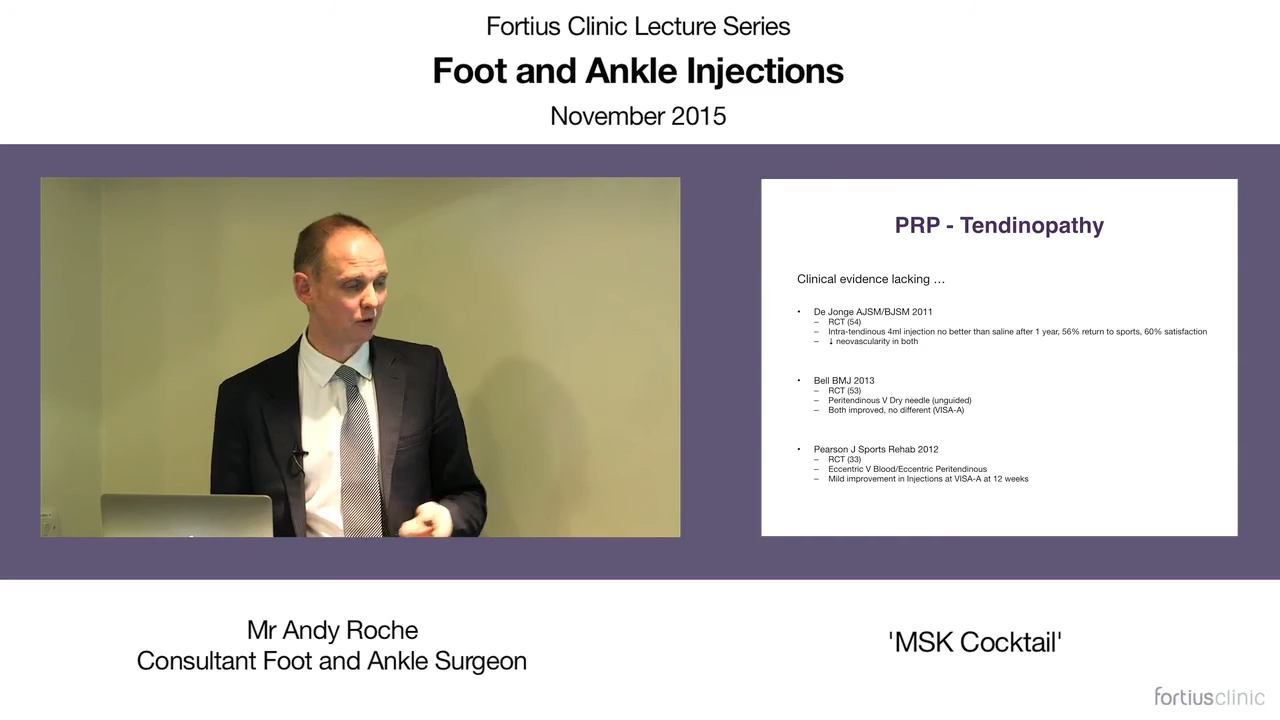 Fortius Clinic Lecture Series
Foot and Ankle Injections
November 2015
PRP - Tendinopathy
Clinical evidence lacking …
• De Jonge AJSM/BJSM 2011
– RCT (54)
– Intra-tendinous 4ml injection no better than saline after 1 year, 56% return to sports, 60% satisfaction
– ↓ neovascularity in both
• Bell BMJ 2013
– RCT (53)
– Peritendinous V Dry needle (unguided)
– Both improved, no different (VISA-A)
• Pearson J Sports Rehab 2012
– RCT (33)
– Eccentric V Blood/Eccentric Peritendinous
– Mild improvement in Injections at VISA-A at 12 weeks
Mr Andy Roche
Consultant Foot and Ankle Surgeon
'MSK Cocktail'
fortiusclinic